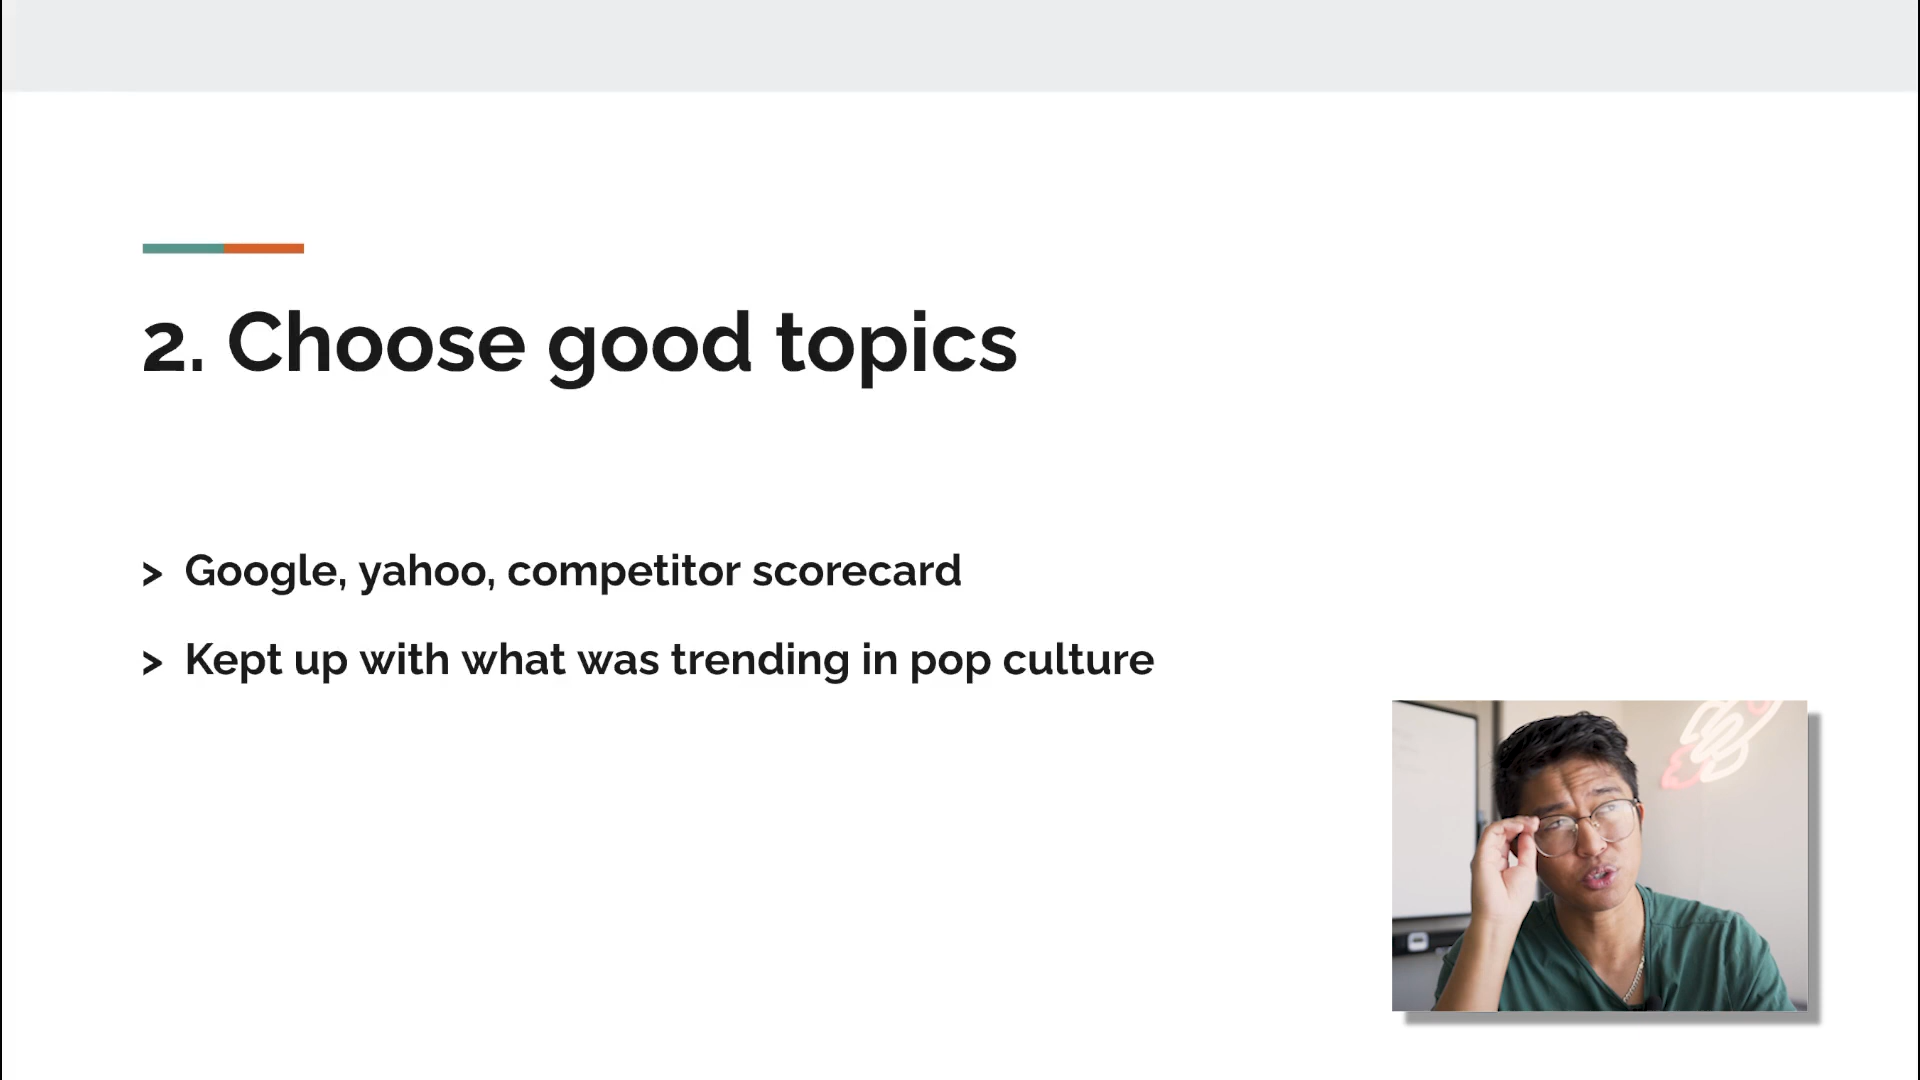 2. Choose good topics
> Google, yahoo, competitor scorecard
> Kept up with what was trending in pop culture